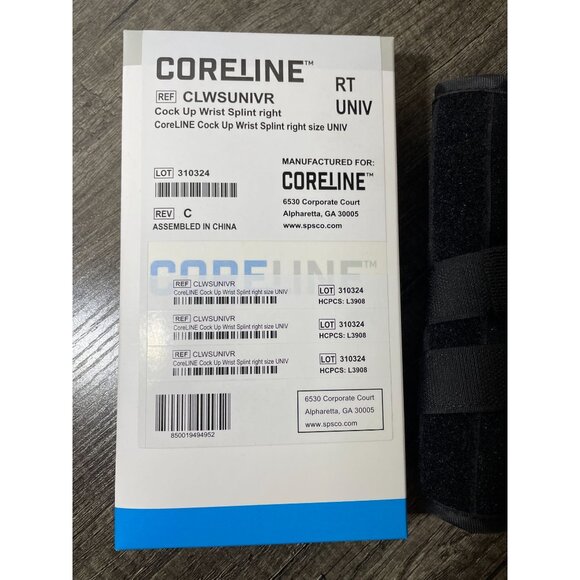 CORELINE™
RT
UNIV
REF CLWSUNIVR
Cock Up Wrist Splint right
CoreLINE Cock Up Wrist Splint right size UNIV
LOT 310324
MANUFACTURED FOR:
CORELINE™
6530 Corporate Court
Alpharetta, GA 30005
www.spsco.com
REV C
ASSEMBLED IN CHINA
CORELINE™
REF CLWSUNIVR
CoreLINE Cock Up Wrist Splint right size UNIV
LOT 310324
HCPCS: L3908
REF CLWSUNIVR
CoreLINE Cock Up Wrist Splint right size UNIV
LOT 310324
HCPCS: L3908
REF CLWSUNIVR
CoreLINE Cock Up Wrist Splint right size UNIV
LOT 310324
HCPCS: L3908
850019494952
6530 Corporate Court
Alpharetta, GA 30005
www.spsco.com